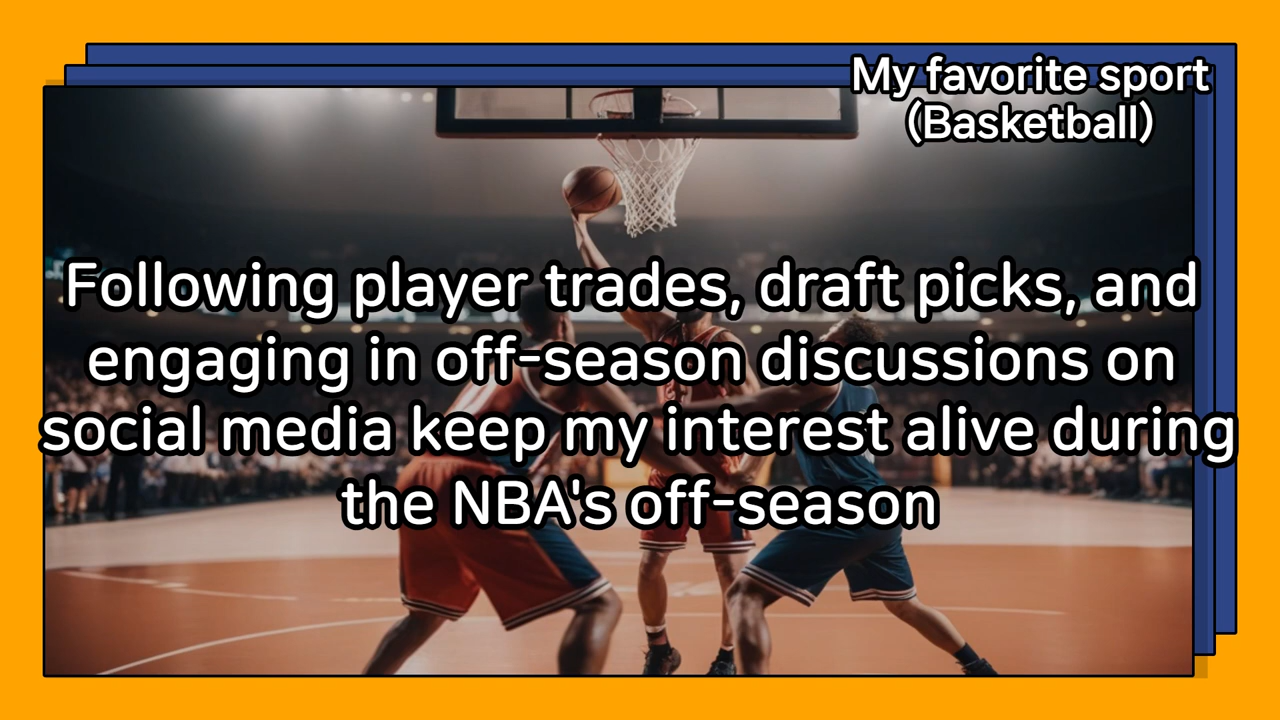 My favorite sport
(Basketball)
Following player trades, draft picks, and
engaging in off-season discussions on
social media keep my interest alive during
the NBA's off-season